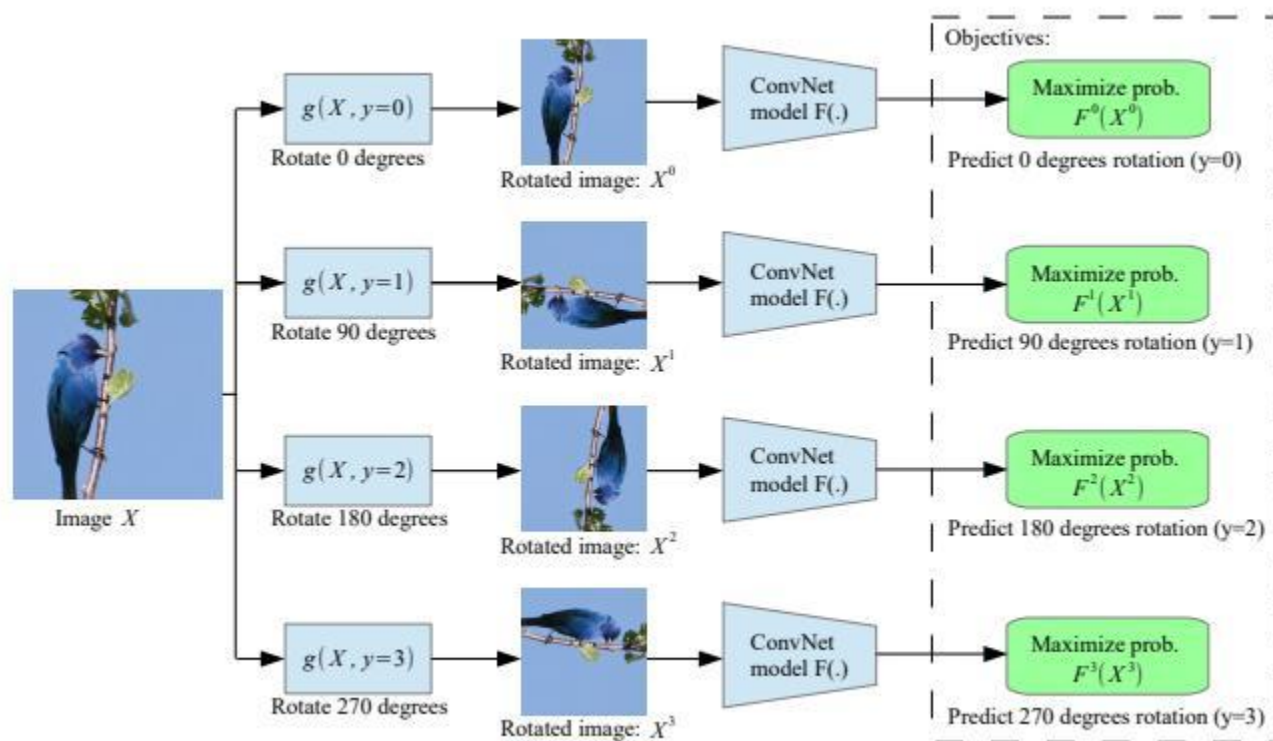 Objectives:
g(X, y=0)
Rotate 0 degrees
Rotated image: X⁰
ConvNet
model F(.)
Maximize prob.
F⁰(X⁰)
Predict 0 degrees rotation (y=0)
g(X, y=1)
Rotate 90 degrees
Rotated image: X¹
ConvNet
model F(.)
Maximize prob.
F¹(X¹)
Predict 90 degrees rotation (y=1)
Image X
g(X, y=2)
Rotate 180 degrees
Rotated image: X²
ConvNet
model F(.)
Maximize prob.
F²(X²)
Predict 180 degrees rotation (y=2)
g(X, y=3)
Rotate 270 degrees
Rotated image: X³
ConvNet
model F(.)
Maximize prob.
F³(X³)
Predict 270 degrees rotation (y=3)